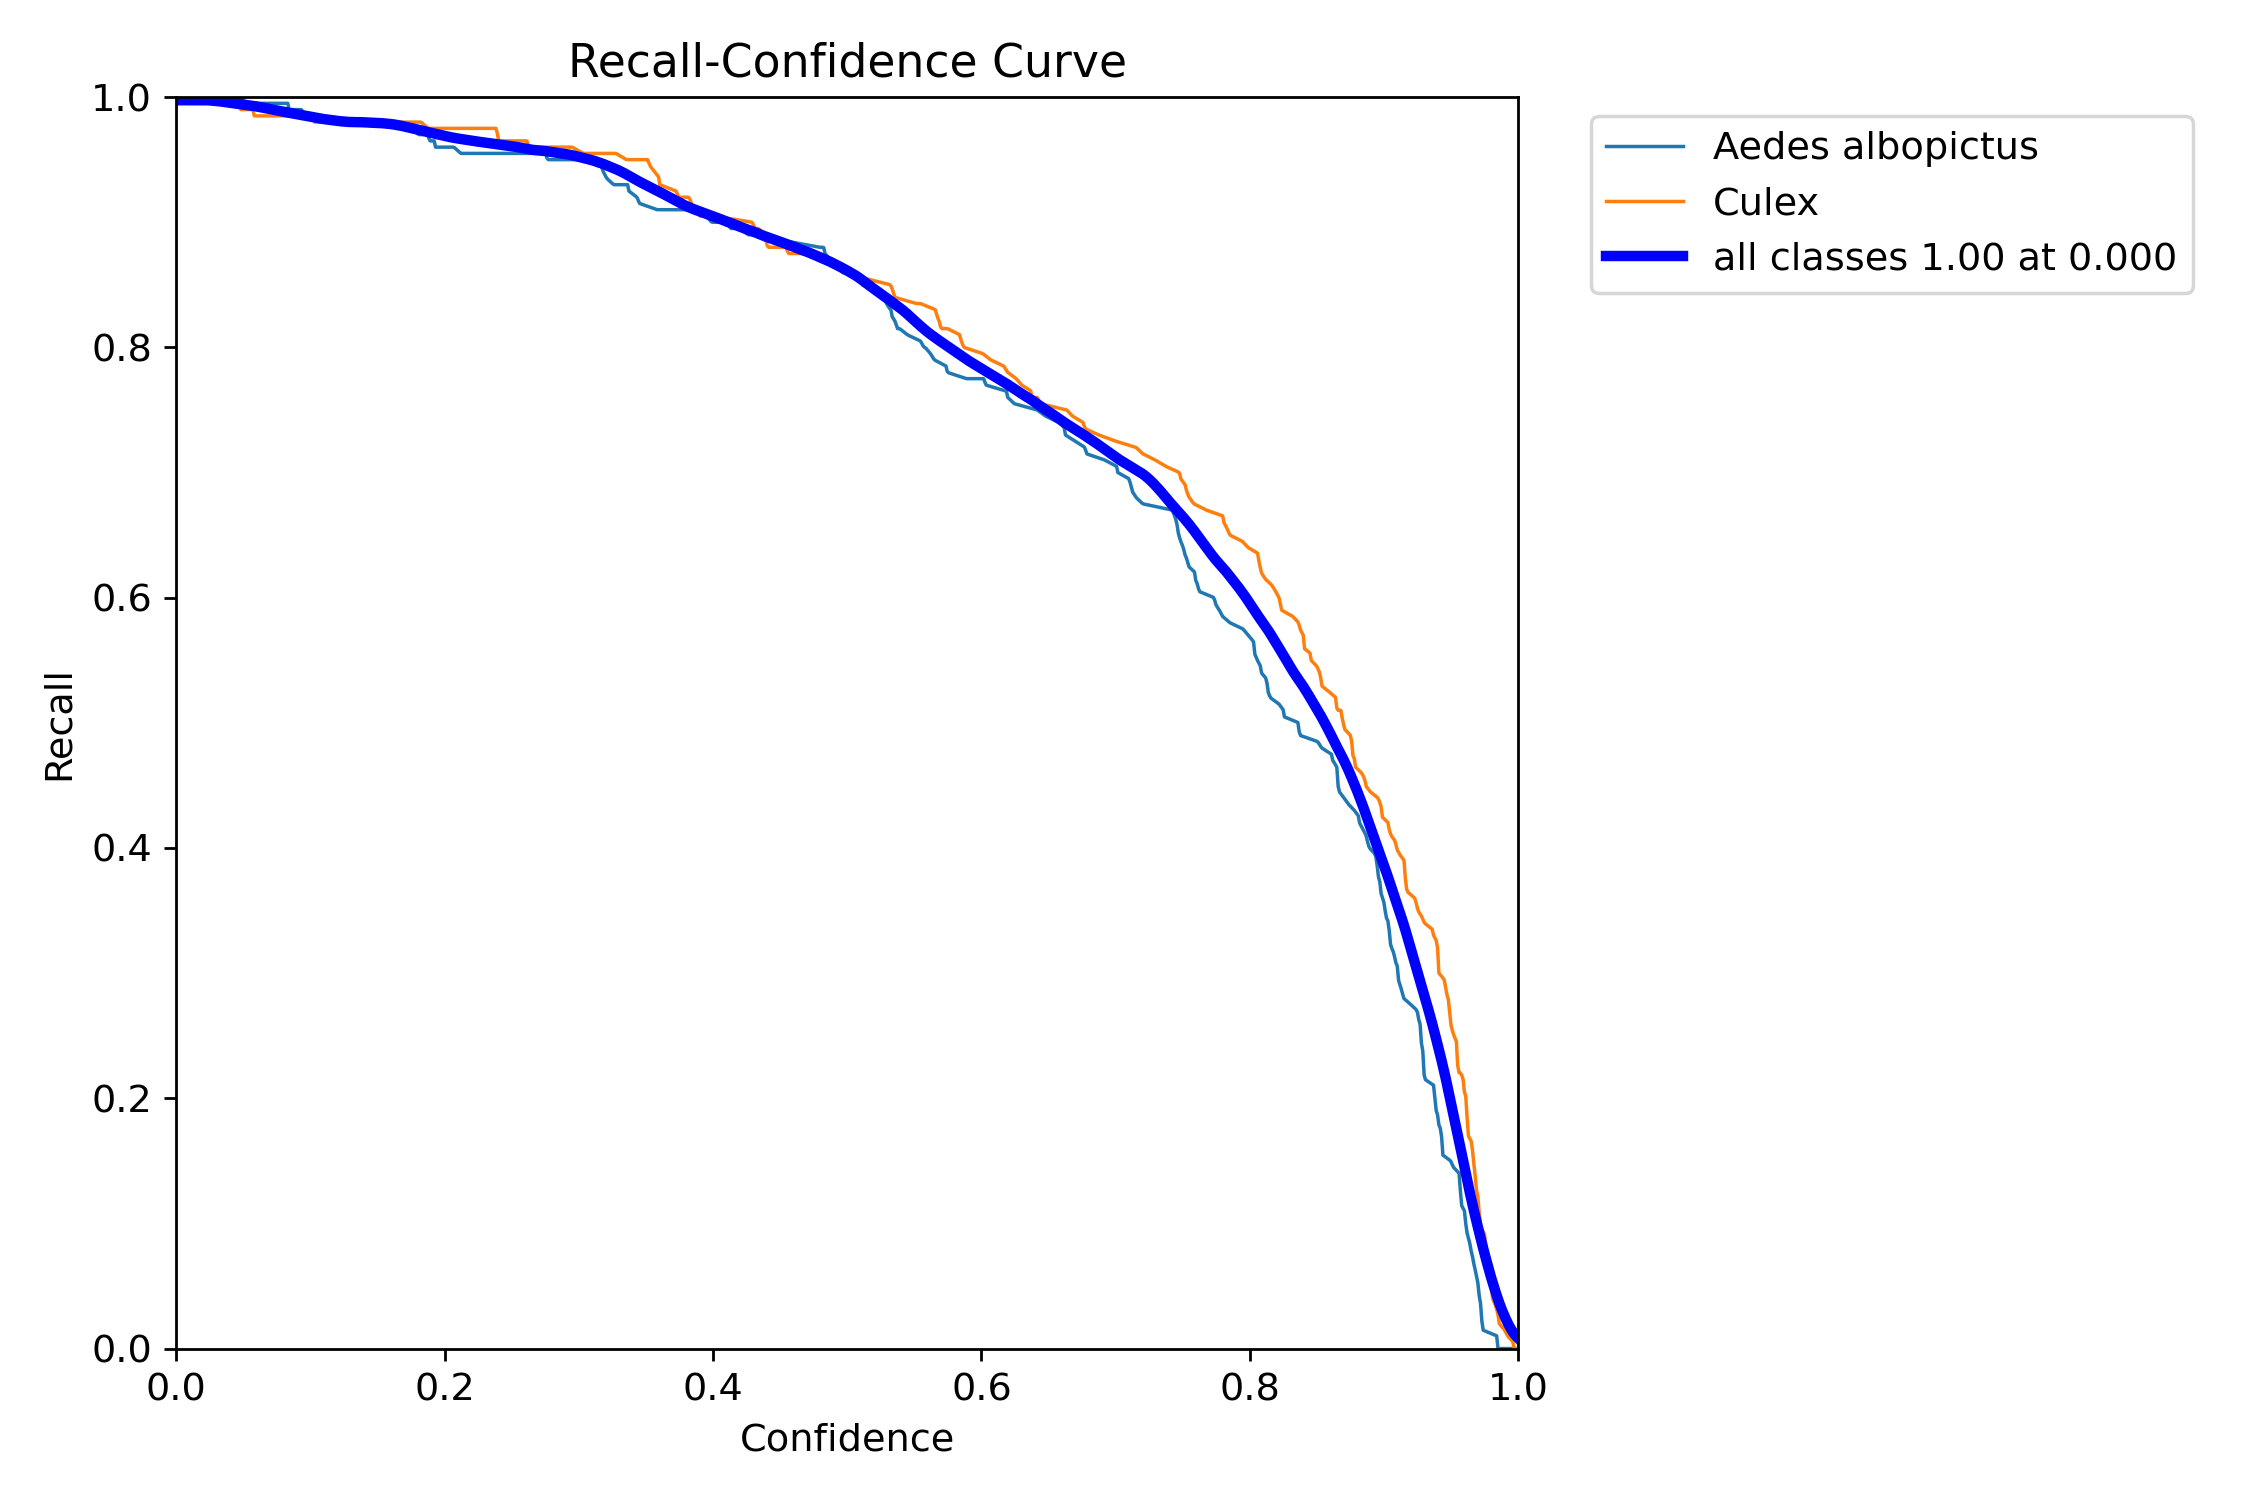 Recall-Confidence Curve
1.0
0.8
0.6
0.4
0.2
0.0
Recall
0.0 0.2 0.4 0.6 0.8 1.0
Confidence
Aedes albopictus
Culex
all classes 1.00 at 0.000